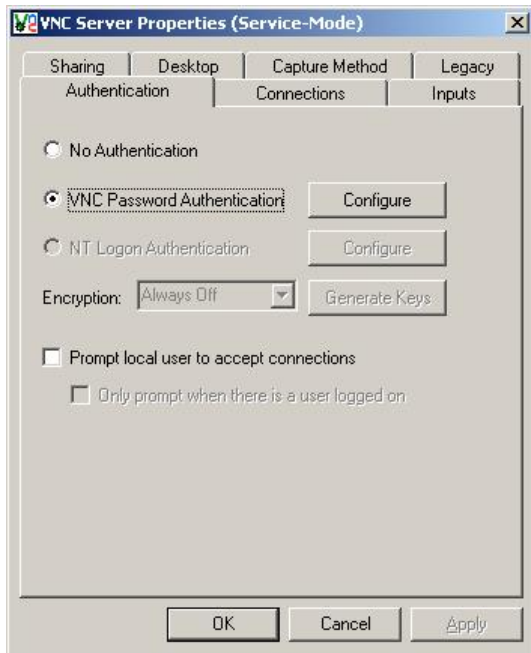 VNC Server Properties (Service-Mode)
Sharing Desktop Capture Method Legacy
Authentication Connections Inputs
No Authentication
VNC Password Authentication Configure
NT Logon Authentication Configure
Encryption: Always Off Generate Keys
Prompt local user to accept connections
Only prompt when there is a user logged on
OK Cancel Apply